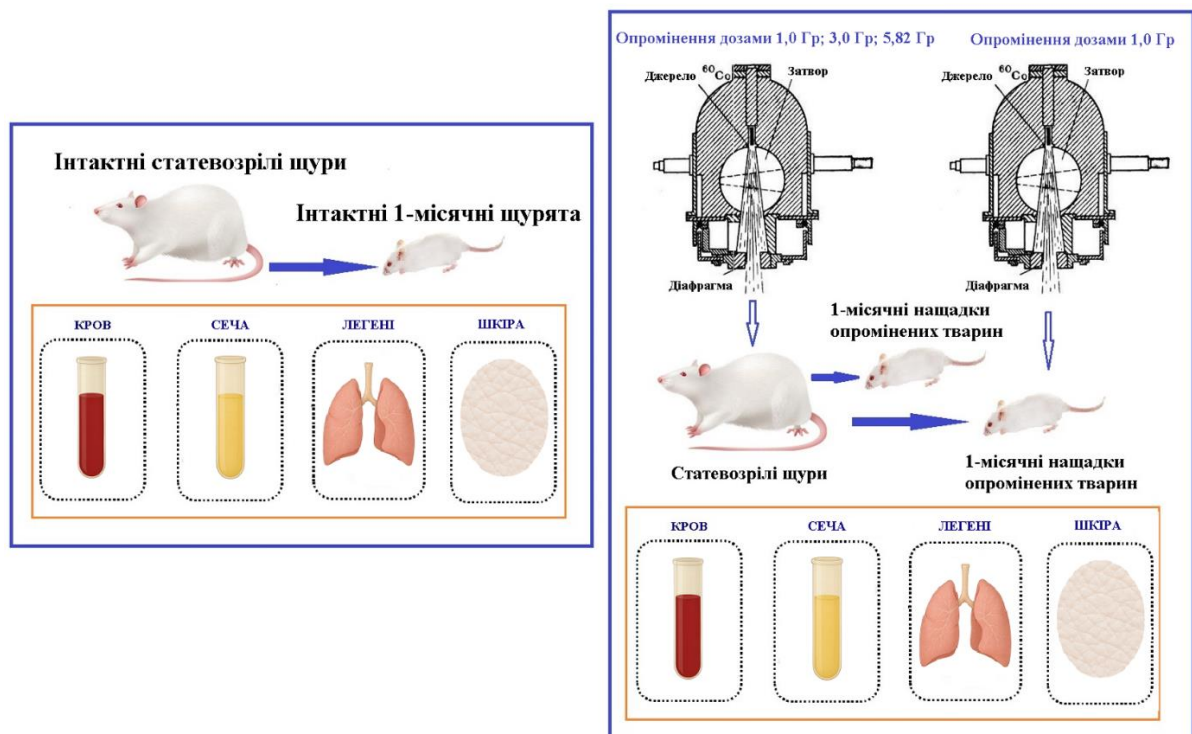 Інтактні статевозрілі щури
Інтактні 1-місячні щурята
КРОВ
СЕЧА
ЛЕГЕНІ
ШКІРА
Опромінення дозами 1,0 Гр; 3,0 Гр; 5,82 Гр
Опромінення дозами 1,0 Гр
Джерело ⁶⁰Co
Затвор
Джерело ⁶⁰Co
Затвор
Діафрагма
Діафрагма
1-місячні нащадки
опромінених тварин
Статевозрілі щури
1-місячні нащадки
опромінених тварин
КРОВ
СЕЧА
ЛЕГЕНІ
ШКІРА